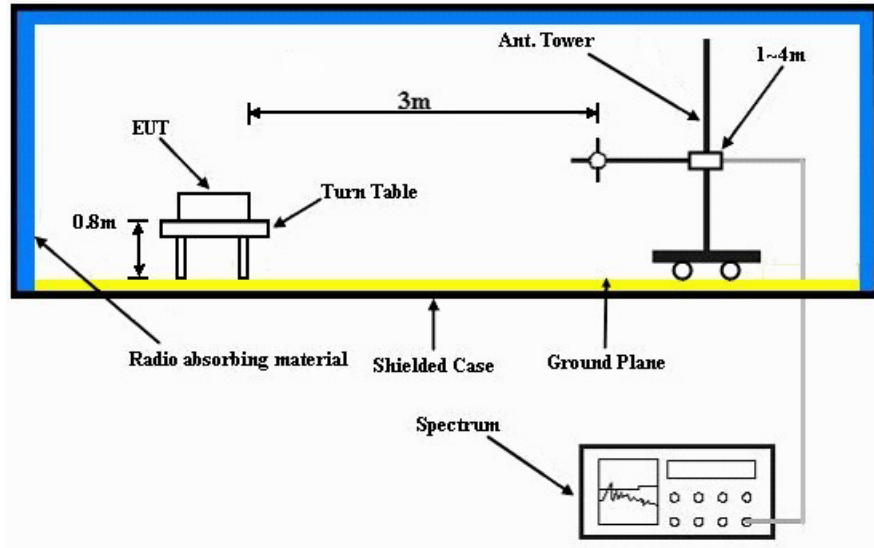 Ant. Tower
1~4m
3m
EUT
Turn Table
0.8m
Radio absorbing material
Shielded Case
Ground Plane
Spectrum